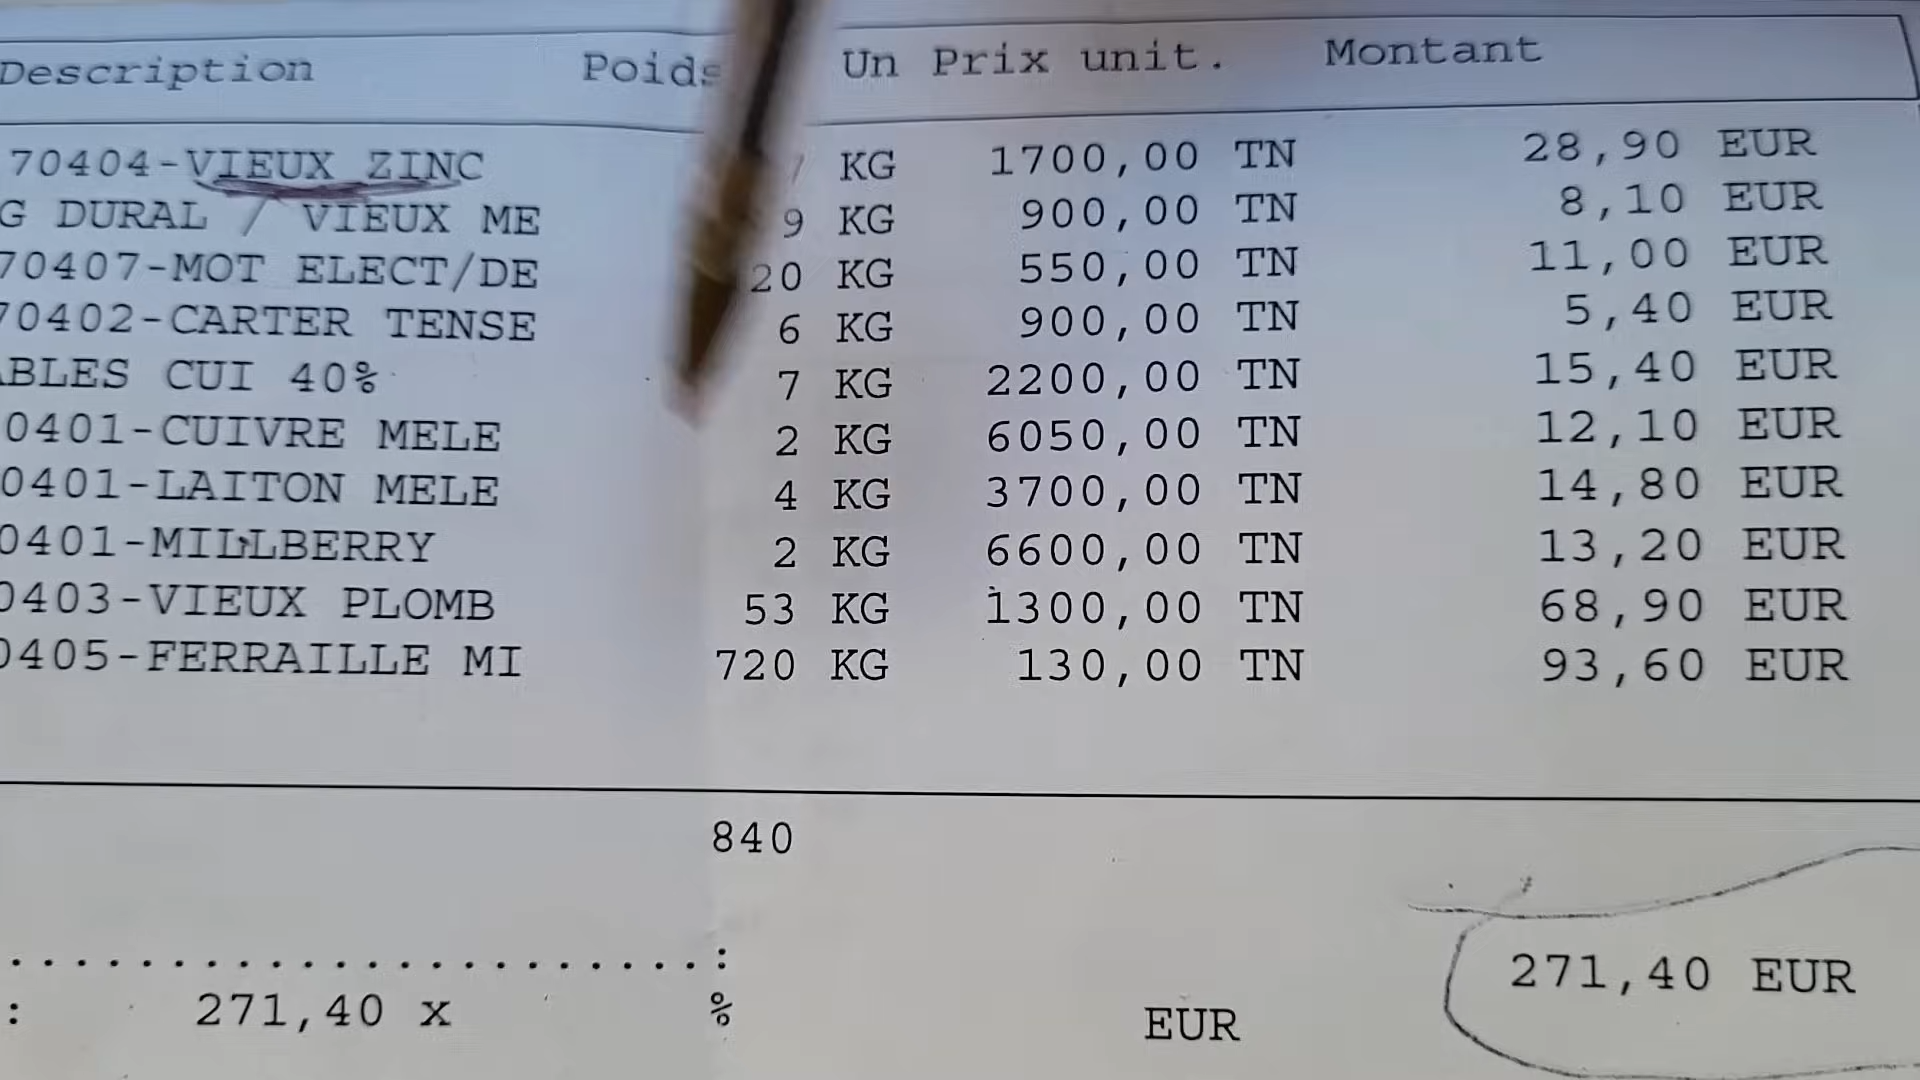 Description Poids Un Prix unit. Montant
70404-VIEUX ZINC KG 1700,00 TN 28,90 EUR
G DURAL / VIEUX ME 9 KG 900,00 TN 8,10 EUR
70407-MOT ELECT/DE 20 KG 550,00 TN 11,00 EUR
70402-CARTER TENSE 6 KG 900,00 TN 5,40 EUR
ABLES CUI 40% 7 KG 2200,00 TN 15,40 EUR
0401-CUIVRE MELE 2 KG 6050,00 TN 12,10 EUR
0401-LAITON MELE 4 KG 3700,00 TN 14,80 EUR
0401-MILLBERRY 2 KG 6600,00 TN 13,20 EUR
0403-VIEUX PLOMB 53 KG 1300,00 TN 68,90 EUR
0405-FERRAILLE MI 720 KG 130,00 TN 93,60 EUR
840
......................: 271,40 EUR
: 271,40 x % EUR